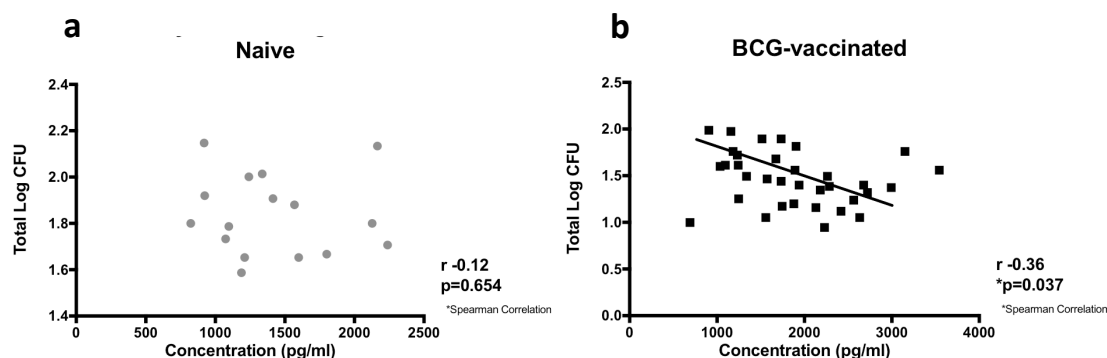 a
Naive
2.4
2.2
2.0
1.8
1.6
1.4
Total Log CFU
0
500
1000
1500
2000
2500
Concentration (pg/ml)
r -0.12
p=0.654
*Spearman Correlation
b
BCG-vaccinated
2.5
2.0
1.5
1.0
0.5
0.0
Total Log CFU
0
1000
2000
3000
4000
Concentration (pg/ml)
r -0.36
*p=0.037
*Spearman Correlation